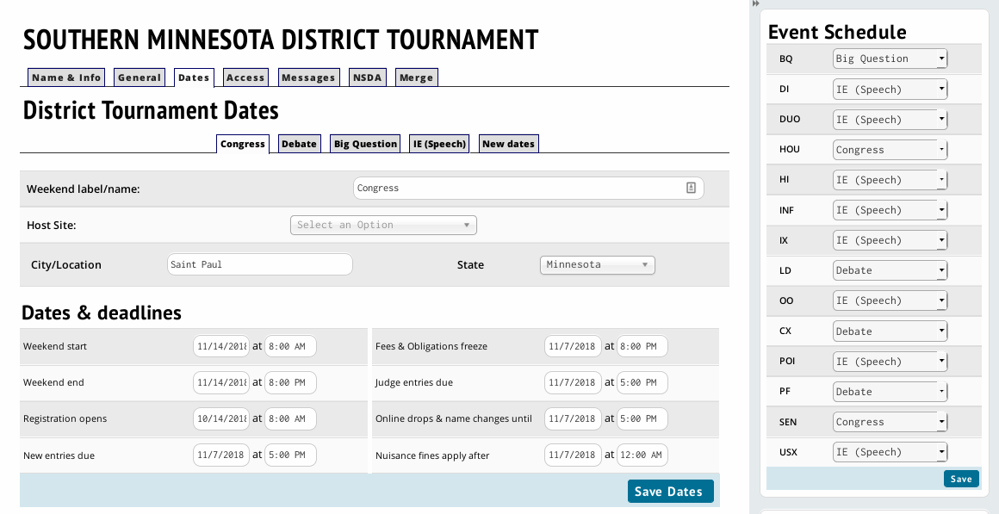 SOUTHERN MINNESOTA DISTRICT TOURNAMENT
Name & Info General Dates Access Messages NSDA Merge
District Tournament Dates
Congress Debate Big Question IE (Speech) New dates
Weekend label/name: Congress
Host Site: Select an Option
City/Location Saint Paul State Minnesota
Dates & deadlines
Weekend start 11/14/2018 at 8:00 AM Fees & Obligations freeze 11/7/2018 at 8:00 PM
Weekend end 11/14/2018 at 8:00 PM Judge entries due 11/7/2018 at 5:00 PM
Registration opens 10/14/2018 at 8:00 AM Online drops & name changes until 11/7/2018 at 5:00 PM
New entries due 11/7/2018 at 5:00 PM Nuisance fines apply after 11/7/2018 at 12:00 AM
Save Dates
Event Schedule
BQ Big Question
DI IE (Speech)
DUO IE (Speech)
HOU Congress
HI IE (Speech)
INF IE (Speech)
IX IE (Speech)
LD Debate
OO IE (Speech)
CX Debate
POI IE (Speech)
PF Debate
SEN Congress
USX IE (Speech)
Save